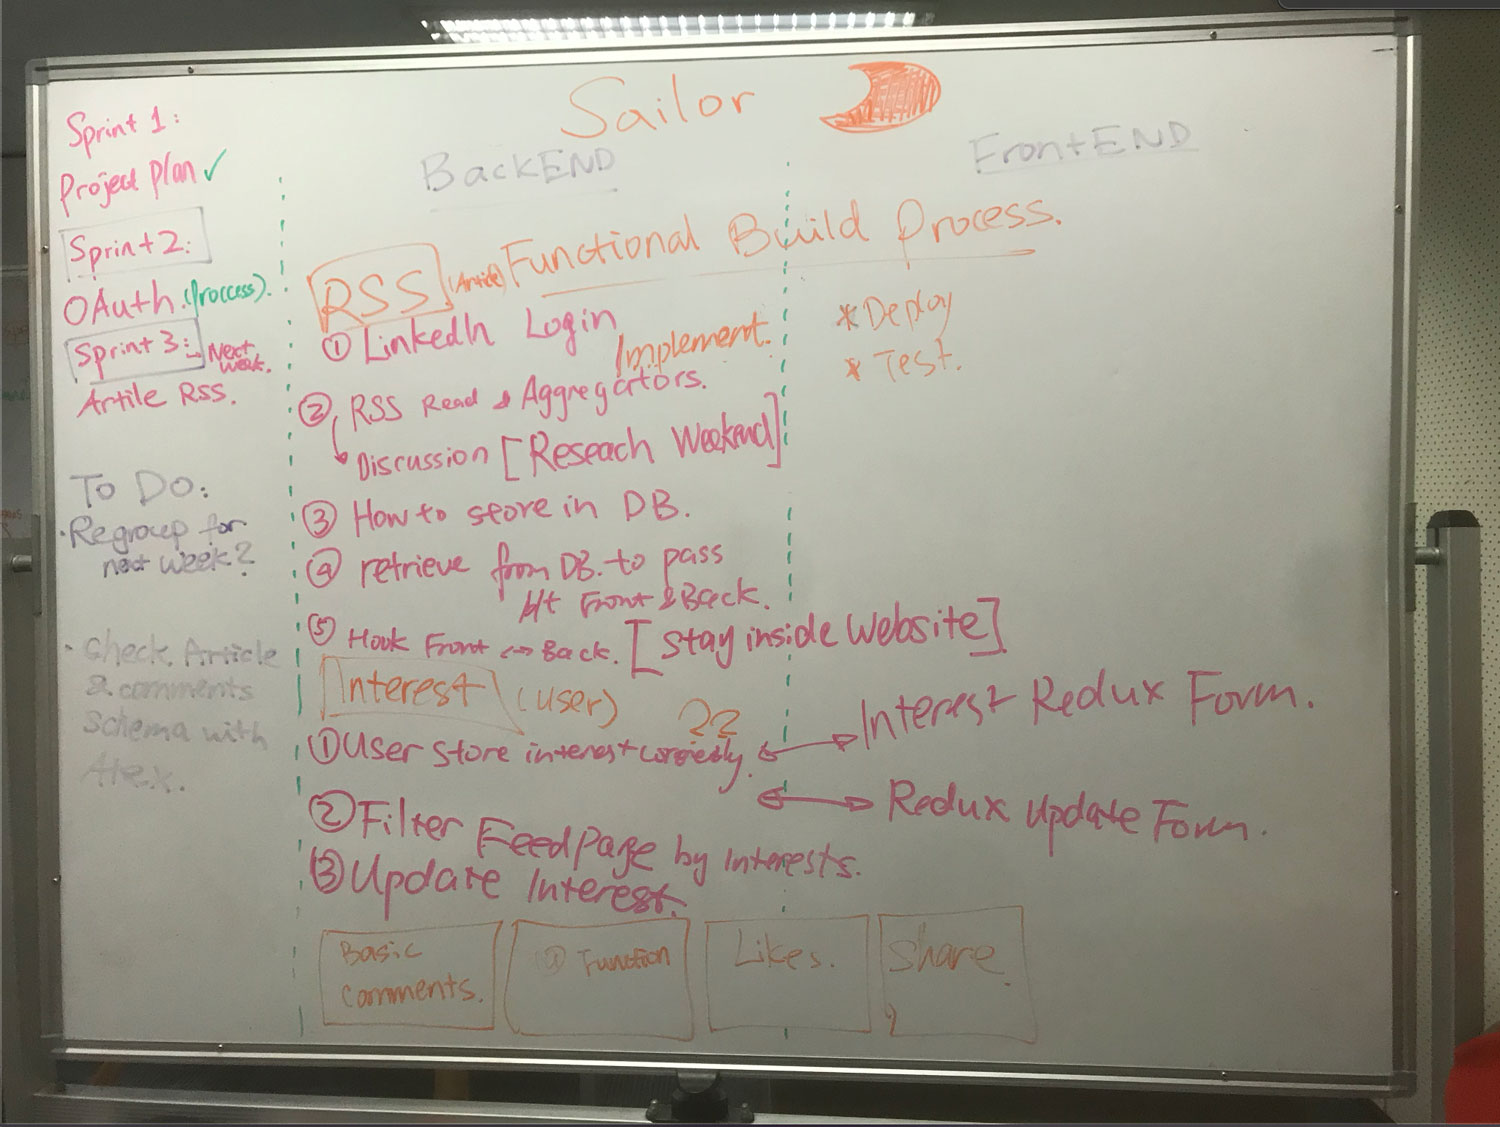 Sailor
Sprint 1:
Project plan ✓
Sprint 2:
OAuth. (Proccess).
Sprint 3: → Next week.
Artile RSS.
To Do:
· Regroup for
next week?
· Check Article
& comments
Schema with
Alex.
BackEND
FrontEND
RSS (Article) Functional Build Process.
① LinkedIn Login
Implement.
② RSS Read & Aggregators.
↳ Discussion [Reseach Weekend]
③ How to store in DB.
④ retrieve from DB. to pass
Front & Back.
⑤ Hook Front ↔ Back. [Stay inside Website]
* Deploy
* Test.
Interest (user)
① User Store interest correctly. ↔ Interest Redux Form.
↔ Redux Update Form.
② Filter FeedPage by interests.
③ Update Interest.
Basic
comments.
Function
Likes.
Share